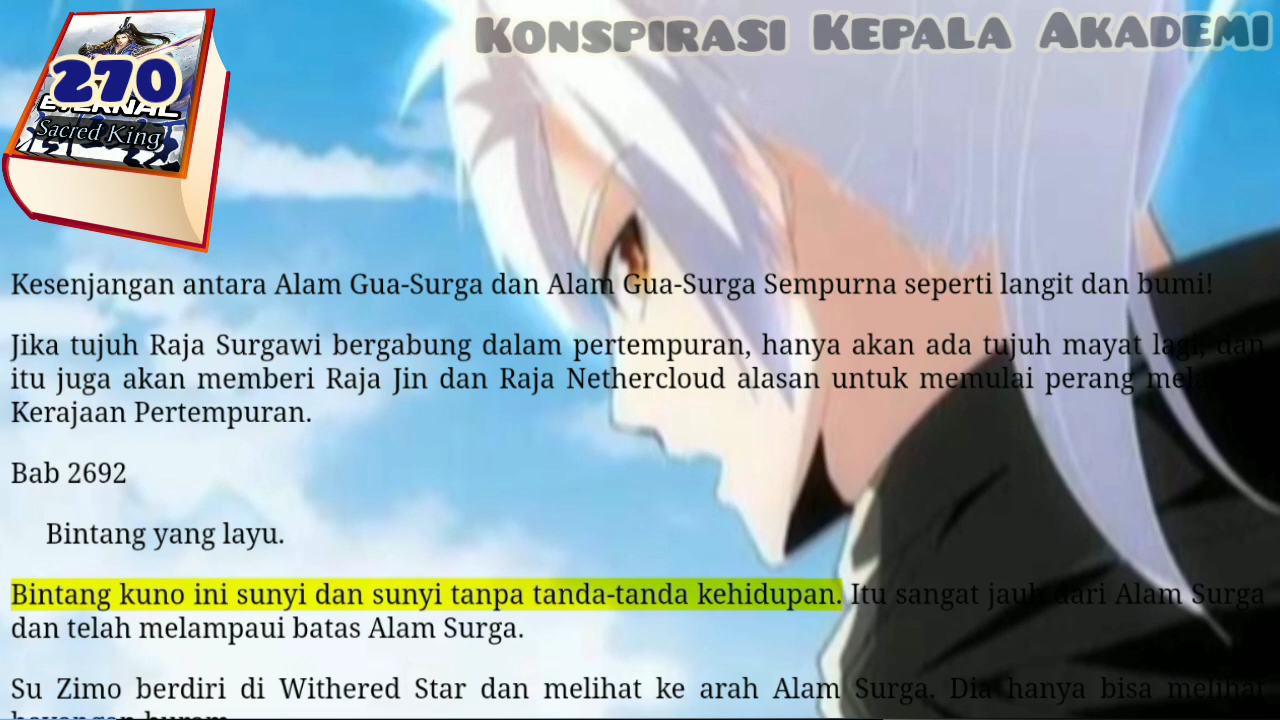 Konspirasi Kepala Akademi
270
ETERNAL
Sacred King
Kesenjangan antara Alam Gua-Surga dan Alam Gua-Surga Sempurna seperti langit dan bumi!
Jika tujuh Raja Surgawi bergabung dalam pertempuran, hanya akan ada tujuh mayat lagi, dan
itu juga akan memberi Raja Jin dan Raja Nethercloud alasan untuk memulai perang
Kerajaan Pertempuran.
Bab 2692
Bintang yang layu.
Bintang kuno ini sunyi dan sunyi tanpa tanda-tanda kehidupan. Itu sangat jauh dari Alam Surga
dan telah melampaui batas Alam Surga.
Su Zimo berdiri di Withered Star dan melihat ke arah Alam Surga. Dia hanya bisa melihat